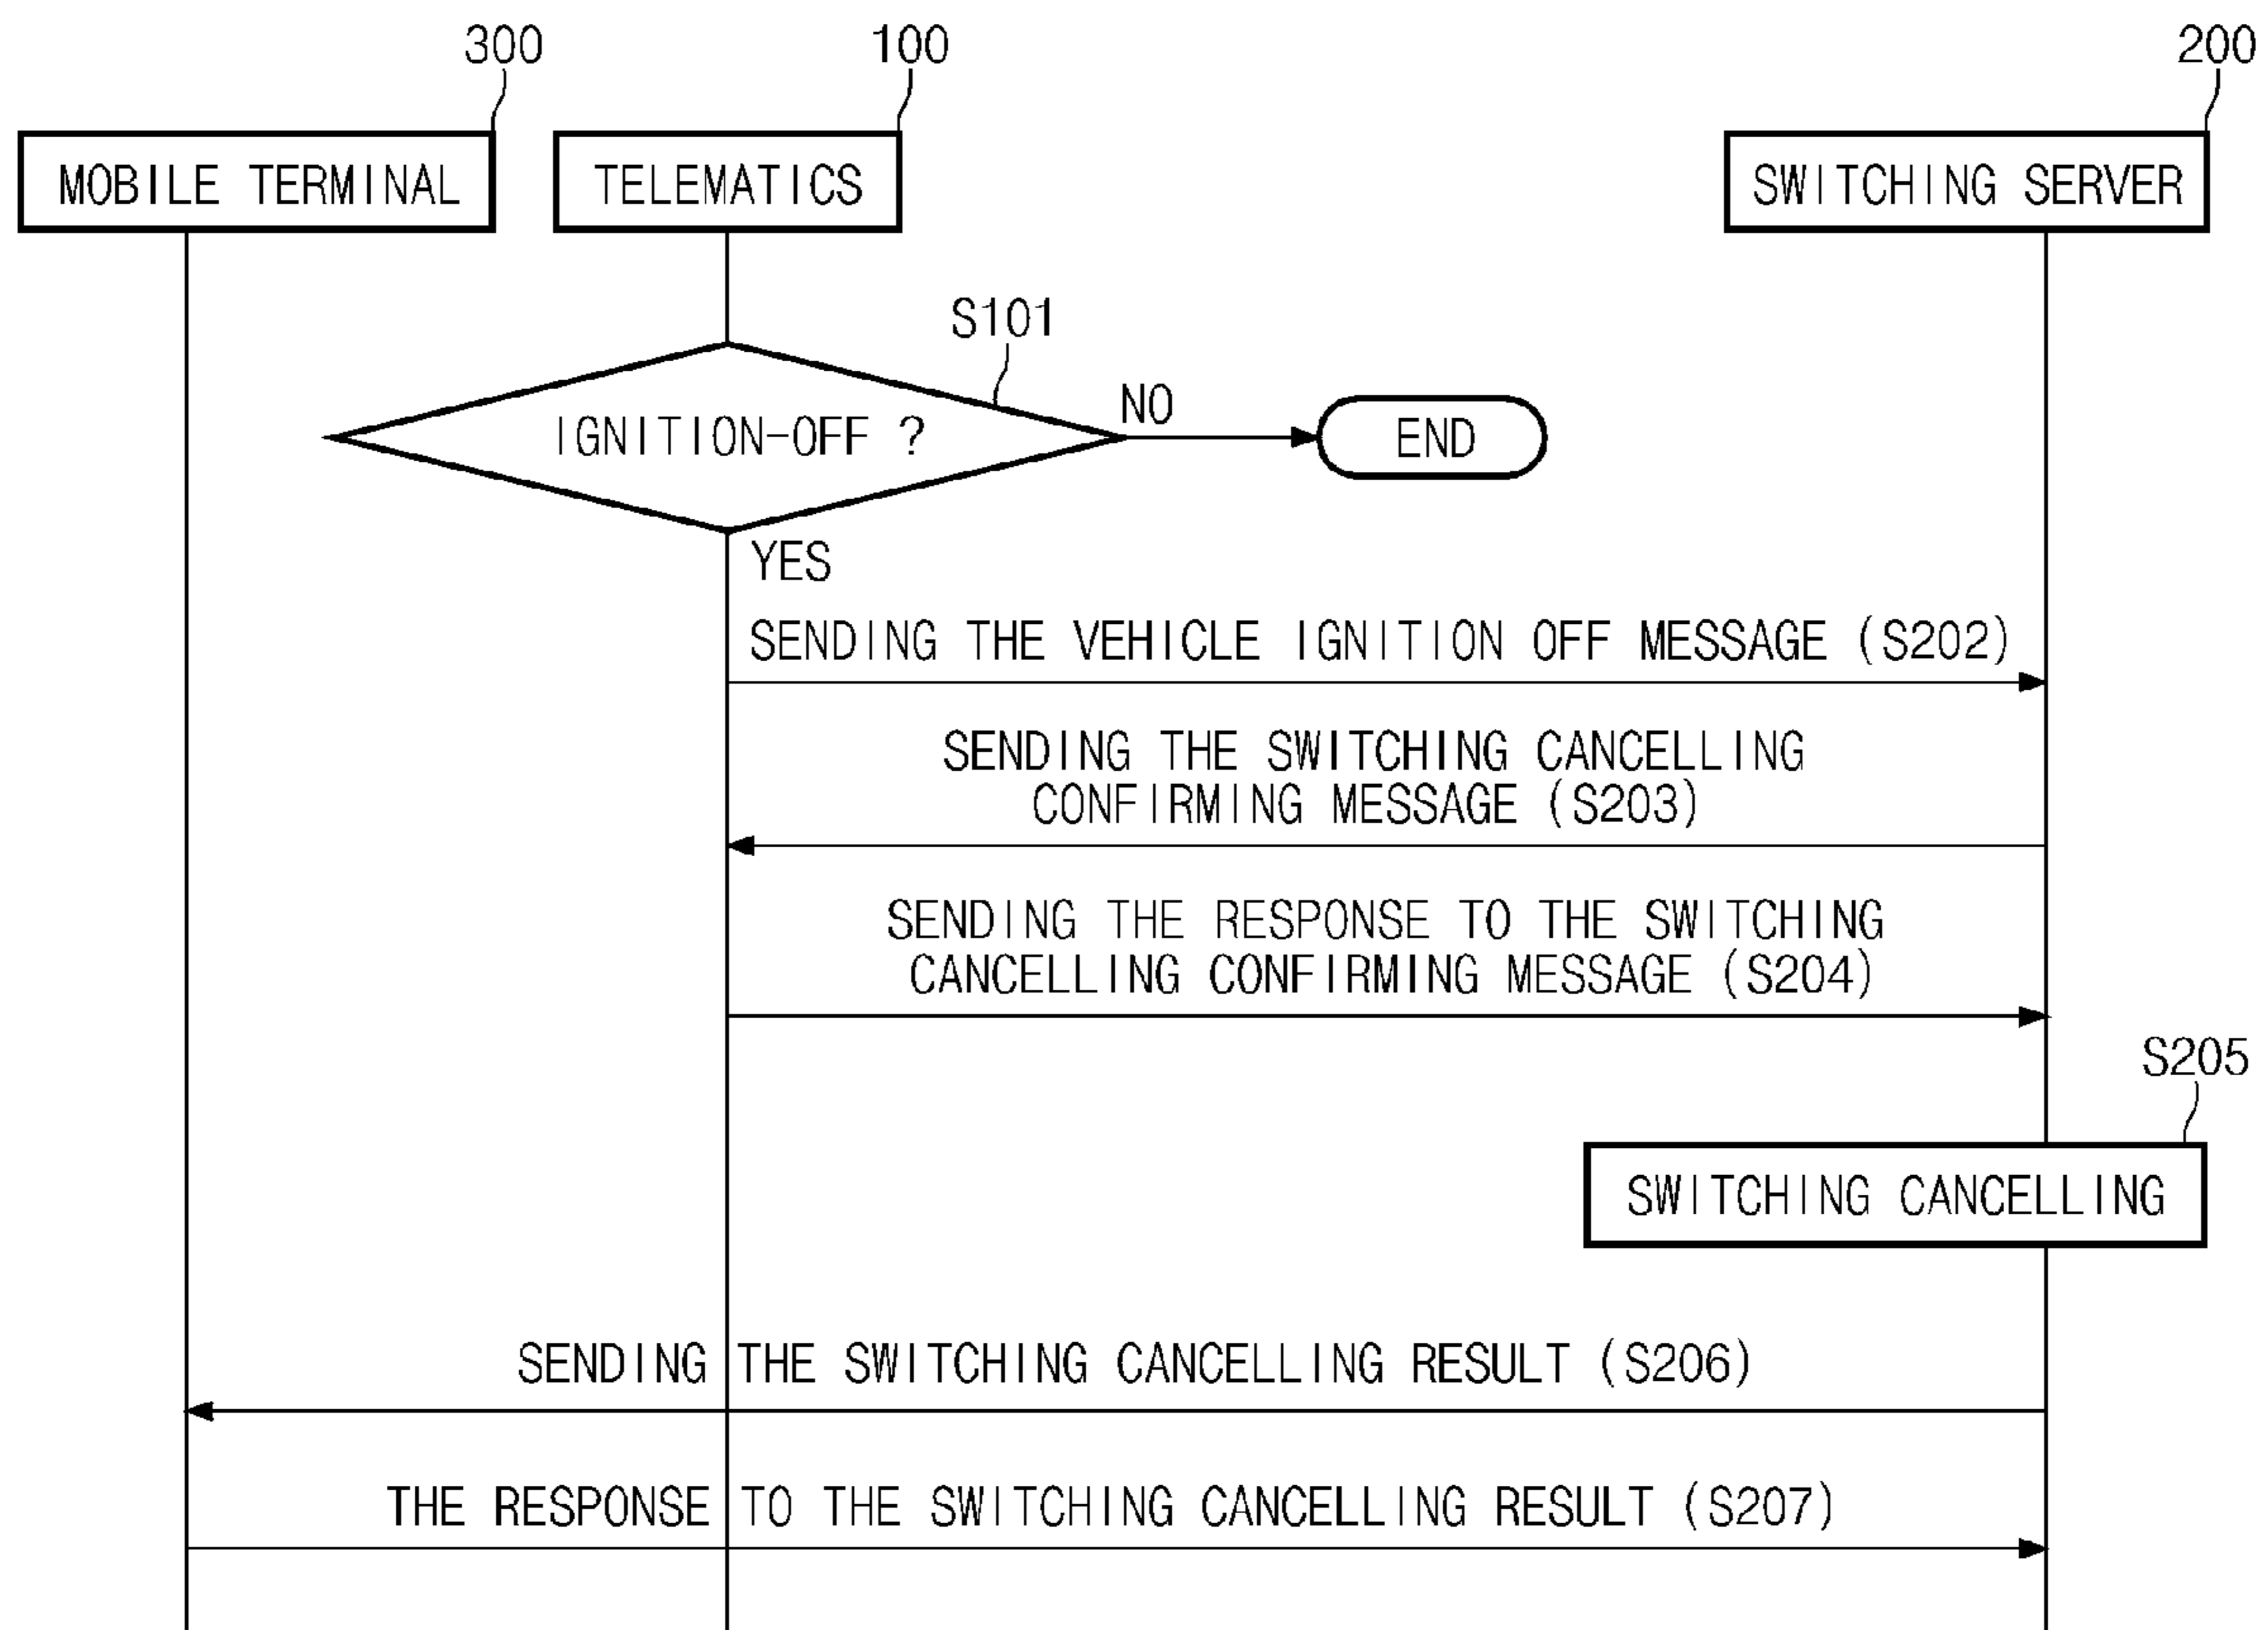 300
100
200
MOBILE TERMINAL
TELEMATICS
SWITCHING SERVER
S101
IGNITION-OFF ?
NO
END
YES
SENDING THE VEHICLE IGNITION OFF MESSAGE (S202)
SENDING THE SWITCHING CANCELLING
CONFIRMING MESSAGE (S203)
SENDING THE RESPONSE TO THE SWITCHING
CANCELLING CONFIRMING MESSAGE (S204)
S205
SWITCHING CANCELLING
SENDING THE SWITCHING CANCELLING RESULT (S206)
THE RESPONSE TO THE SWITCHING CANCELLING RESULT (S207)